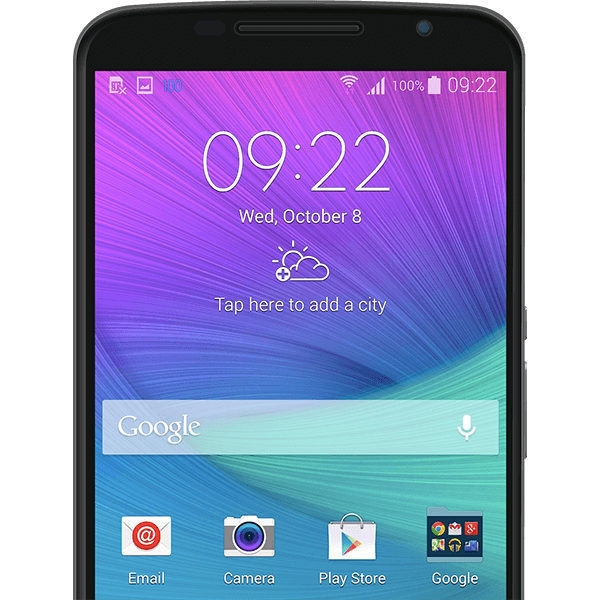 100 100% 09:22
09:22
Wed, October 8
Tap here to add a city
Google
Email Camera Play Store Google